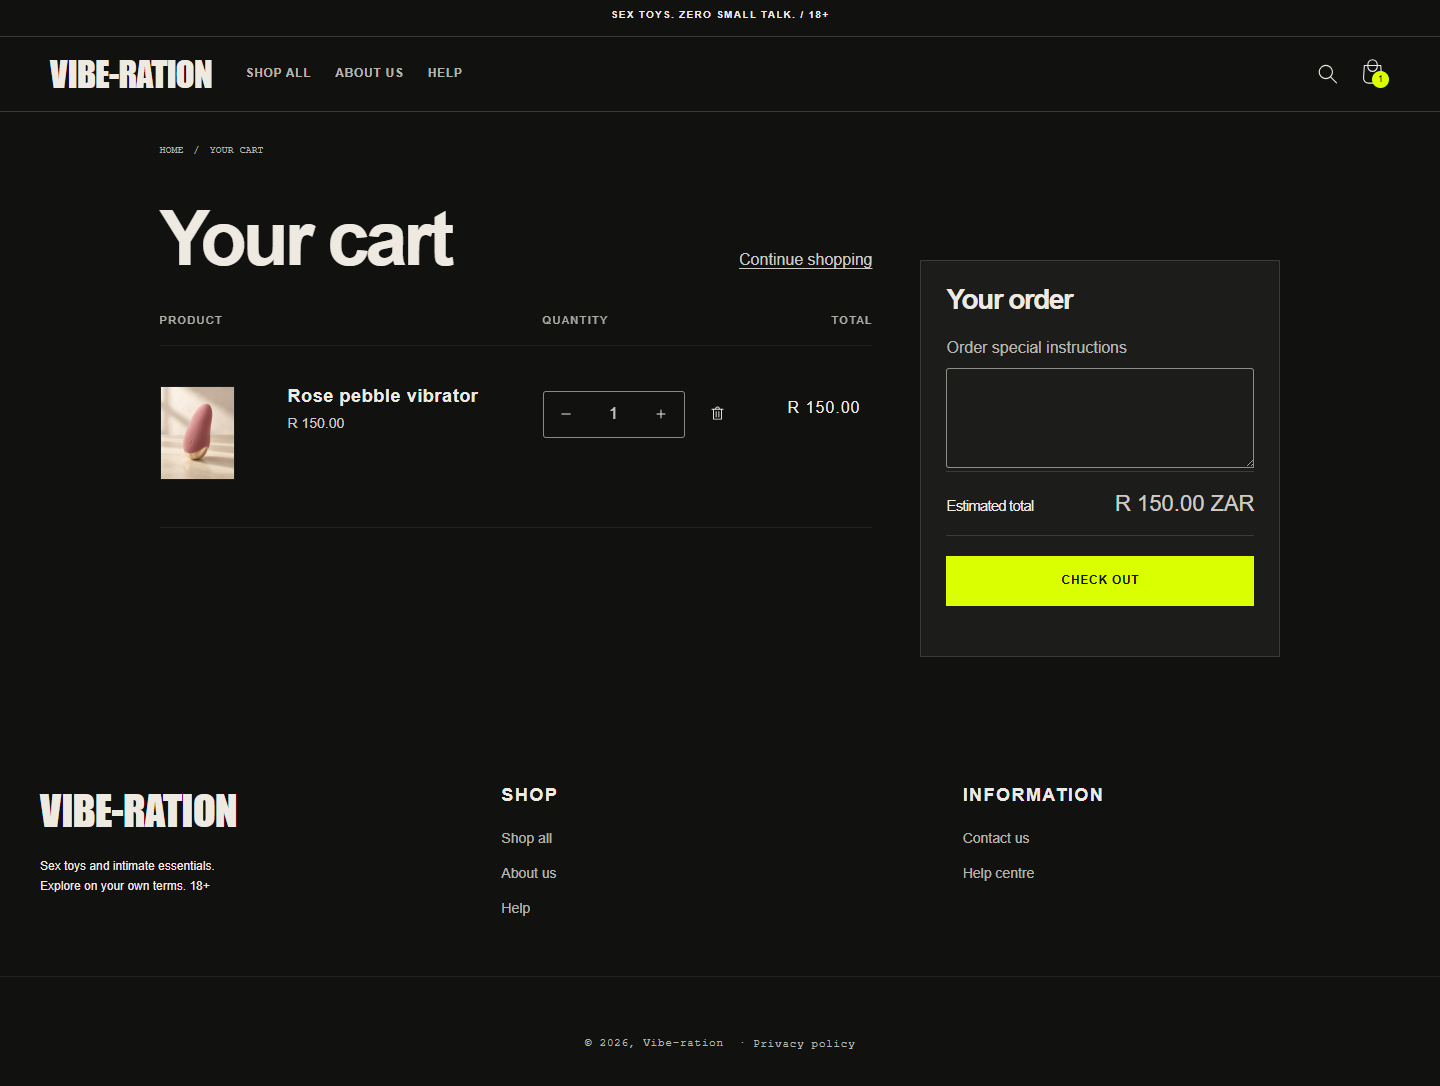 SEX TOYS. ZERO SMALL TALK. / 18+
VIBE-RATION
SHOP ALL
ABOUT US
HELP
1
HOME / YOUR CART
Your cart
Continue shopping
PRODUCT
QUANTITY
TOTAL
Rose pebble vibrator
R 150.00
− 1 +
R 150.00
Your order
Order special instructions
Estimated total
R 150.00 ZAR
CHECK OUT
VIBE-RATION
Sex toys and intimate essentials.
Explore on your own terms. 18+
SHOP
Shop all
About us
Help
INFORMATION
Contact us
Help centre
© 2026, Vibe-ration · Privacy policy